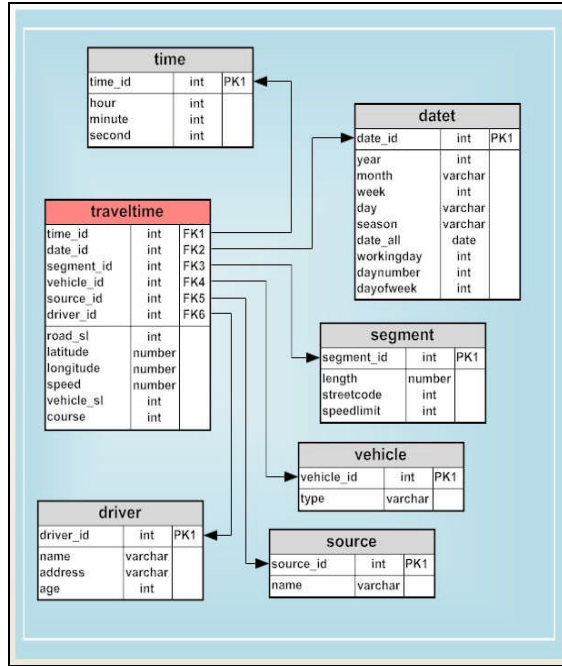 time
time_id int PK1
hour int
minute int
second int
datet
date_id int PK1
year int
month varchar
week int
day varchar
season varchar
date_all date
workingday int
daynumber int
dayofweek int
traveltime
time_id int FK1
date_id int FK2
segment_id int FK3
vehicle_id int FK4
source_id int FK5
driver_id int FK6
road_sl int
latitude number
longitude number
speed number
vehicle_sl int
course int
segment
segment_id int PK1
length number
streetcode int
speedlimit int
vehicle
vehicle_id int PK1
type varchar
driver
driver_id int PK1
name varchar
address varchar
age int
source
source_id int PK1
name varchar